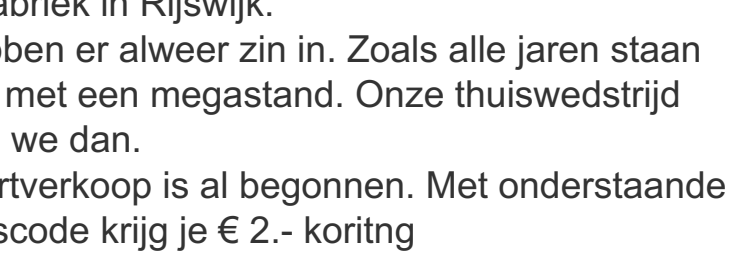 abriek in Rijswijk.
ben er alweer zin in. Zoals alle jaren staan
met een megastand. Onze thuiswedstrijd
we dan.
rtverkoop is al begonnen. Met onderstaande
scode krijg je € 2.- koritng